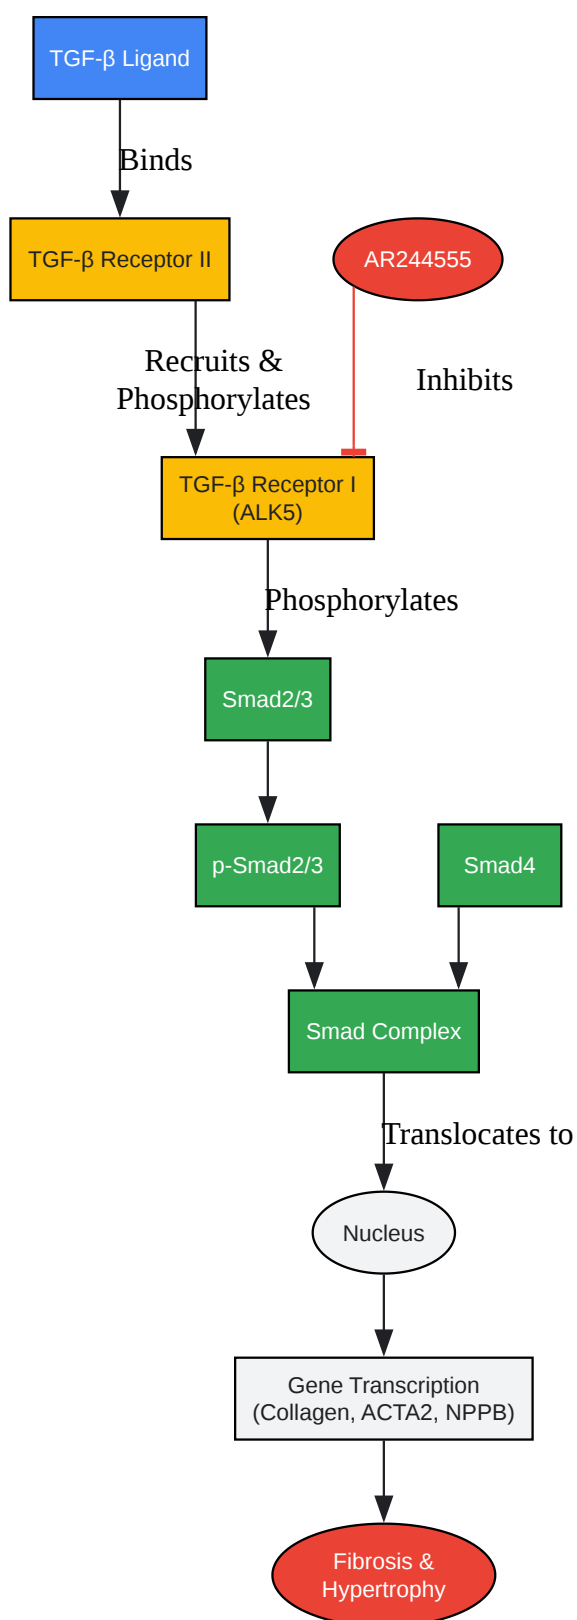 TGF-β Ligand
Binds
TGF-β Receptor II
AR244555
Recruits &
Phosphorylates
Inhibits
TGF-β Receptor I
(ALK5)
Phosphorylates
Smad2/3
p-Smad2/3
Smad4
Smad Complex
Translocates to
Nucleus
Gene Transcription
(Collagen, ACTA2, NPPB)
Fibrosis &
Hypertrophy